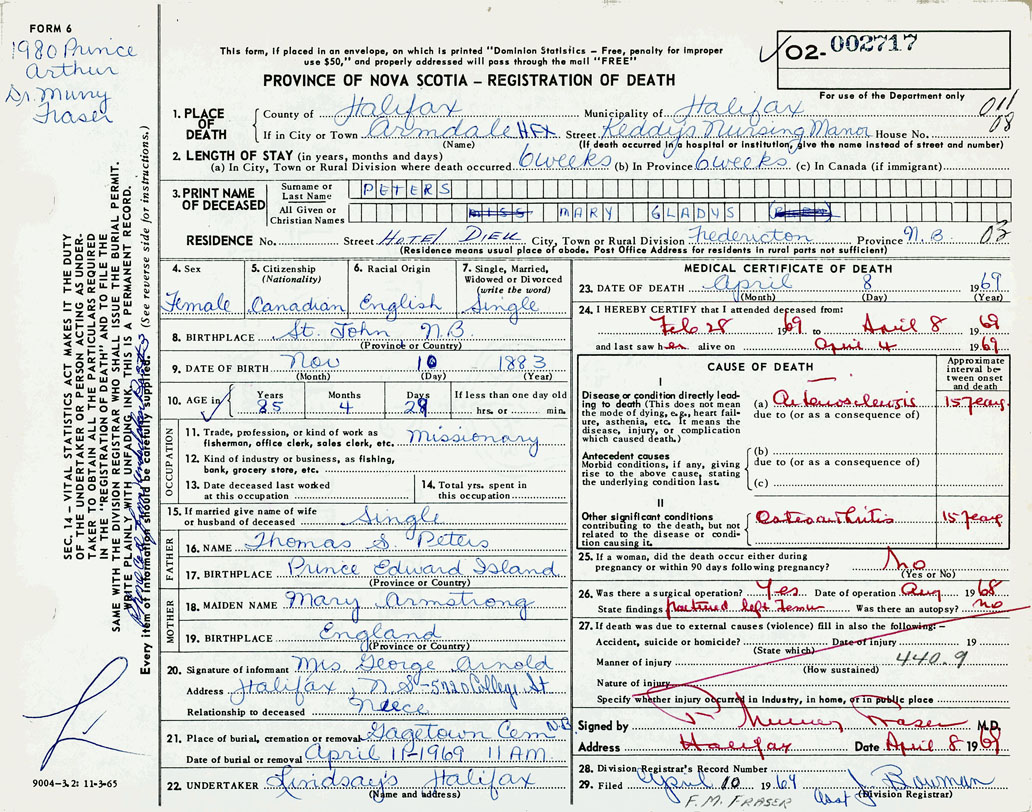 FORM 6
1980 Prince
Arthur
Dr. Murry
Fraser
This form, if placed in an envelope, on which is printed "Dominion Statistics – Free, penalty for improper
use $50," and properly addressed will pass through the mail "FREE"
PROVINCE OF NOVA SCOTIA – REGISTRATION OF DEATH
02- 002717
For use of the Department only
011
08
1. PLACE OF DEATH
County of Halifax Municipality of Halifax
If in City or Town Armdale HFX Street Keddy's Nursing Manor House No.
(Name) (If death occurred in a hospital or institution, give the name instead of street and number)
2. LENGTH OF STAY (in years, months and days)
(a) In City, Town or Rural Division where death occurred 6 weeks (b) In Province 6 weeks (c) In Canada (if immigrant)
3. PRINT NAME OF DECEASED
Surname or Last Name PETERS
All Given or Christian Names MISS MARY GLADYS
RESIDENCE No. Street HOTEL DIEU City, Town or Rural Division Fredericton Province N.B. 03
(Residence means usual place of abode. Post Office Address for residents in rural parts not sufficient)
4. Sex
Female
5. Citizenship
(Nationality)
Canadian
6. Racial Origin
English
7. Single, Married,
Widowed or Divorced
(write the word)
Single
8. BIRTHPLACE St. John N.B.
(Province or Country)
9. DATE OF BIRTH Nov 10 1883
(Month) (Day) (Year)
10. AGE in Years Months Days If less than one day old
85 4 29 hrs. or min.
OCCUPATION
11. Trade, profession, or kind of work as
fisherman, office clerk, sales clerk, etc. Missionary
12. Kind of industry or business, as fishing,
bank, grocery store, etc.
13. Date deceased last worked
at this occupation
14. Total yrs. spent in
this occupation
15. If married give name of wife
or husband of deceased Single
FATHER
16. NAME Thomas S. Peters
17. BIRTHPLACE Prince Edward Island
(Province or Country)
MOTHER
18. MAIDEN NAME Mary Armstrong
19. BIRTHPLACE England
(Province or Country)
20. Signature of informant Mrs George Arnold
Address Halifax, N.S – 5720 College St
Relationship to deceased Neece
21. Place of burial, cremation or removal Gagetown Cem N.B
Date of burial or removal April 11-1969 11 AM
22. UNDERTAKER Lindsay's Halifax
(Name and address)
MEDICAL CERTIFICATE OF DEATH
23. DATE OF DEATH April 8 1969
(Month) (Day) (Year)
24. I HEREBY CERTIFY that I attended deceased from:
Feb 28 1969 to April 8 1969
and last saw her alive on April 4 1969
CAUSE OF DEATH
Approximate interval between onset and death
I
Disease or condition directly leading to death (This does not mean
the mode of dying, e.g., heart failure, asthenia, etc. It means the
disease, injury, or complication
which caused death.)
(a) Arteriosclerosis 15 years
due to (or as a consequence of)
Antecedent causes
Morbid conditions, if any, giving
rise to the above cause, stating
the underlying condition last.
(b)
due to (or as a consequence of)
(c)
II
Other significant conditions
contributing to the death, but not
related to the disease or condition causing it.
Osteoarthritis 15 years
25. If a woman, did the death occur either during
pregnancy or within 90 days following pregnancy? No
(Yes or No)
26. Was there a surgical operation? Yes Date of operation Aug 1968
State findings fractured left Femur Was there an autopsy? no
27. If death was due to external causes (violence) fill in also the following:–
Accident, suicide or homicide? Date of injury 19
(State which)
Manner of injury 440.9
(How sustained)
Nature of injury
Specify whether injury occurred in Industry, in home, or in public place
Signed by Murray Fraser M.D.
Address Halifax Date April 8 1969
28. Division Registrar's Record Number
29. Filed April 10 1969 J. Bowman
F.M. FRASER Asst (Division Registrar)
SEC. 14 – VITAL STATISTICS ACT MAKES IT THE DUTY
OF THE UNDERTAKER OR PERSON ACTING AS UNDERTAKER TO OBTAIN ALL THE PARTICULARS REQUIRED
IN THE "REGISTRATION OF DEATH" AND TO FILE THE
SAME WITH THE DIVISION REGISTRAR WHO SHALL ISSUE THE BURIAL PERMIT.
WRITE PLAINLY, WITH UNFADING INK. THIS IS A PERMANENT RECORD.
Every item of information should be carefully supplied. (See reverse side for instructions.)
9004–3.2: 11-3-65